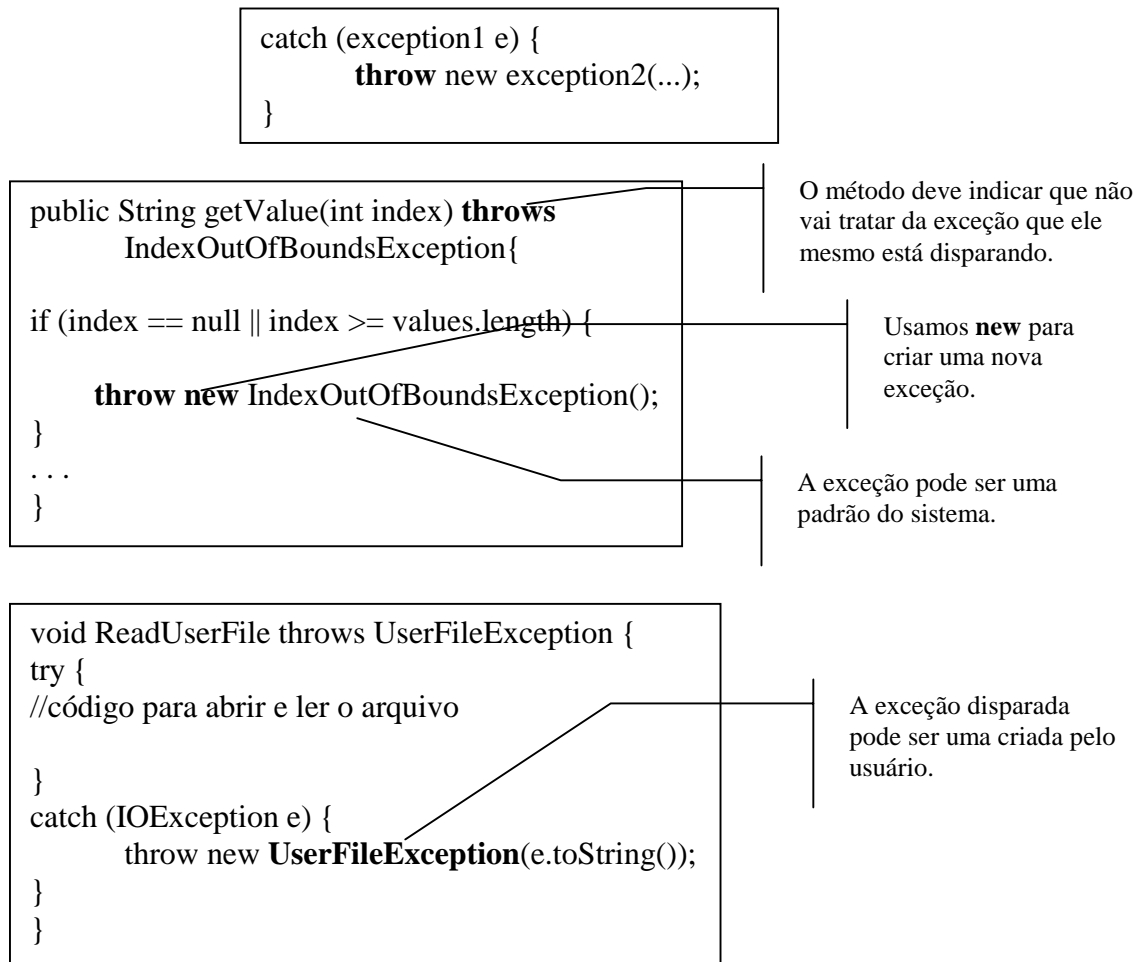 catch (exception1 e) {
throw new exception2(...);
}
public String getValue(int index) throws
IndexOutOfBoundsException{
if (index == null || index >= values.length) {
throw new IndexOutOfBoundsException();
}
. . .
}
O método deve indicar que não
vai tratar da exceção que ele
mesmo está disparando.
Usamos new para
criar uma nova
exceção.
A exceção pode ser uma
padrão do sistema.
void ReadUserFile throws UserFileException {
try {
//código para abrir e ler o arquivo
}
catch (IOException e) {
throw new UserFileException(e.toString());
}
}
A exceção disparada
pode ser uma criada pelo
usuário.